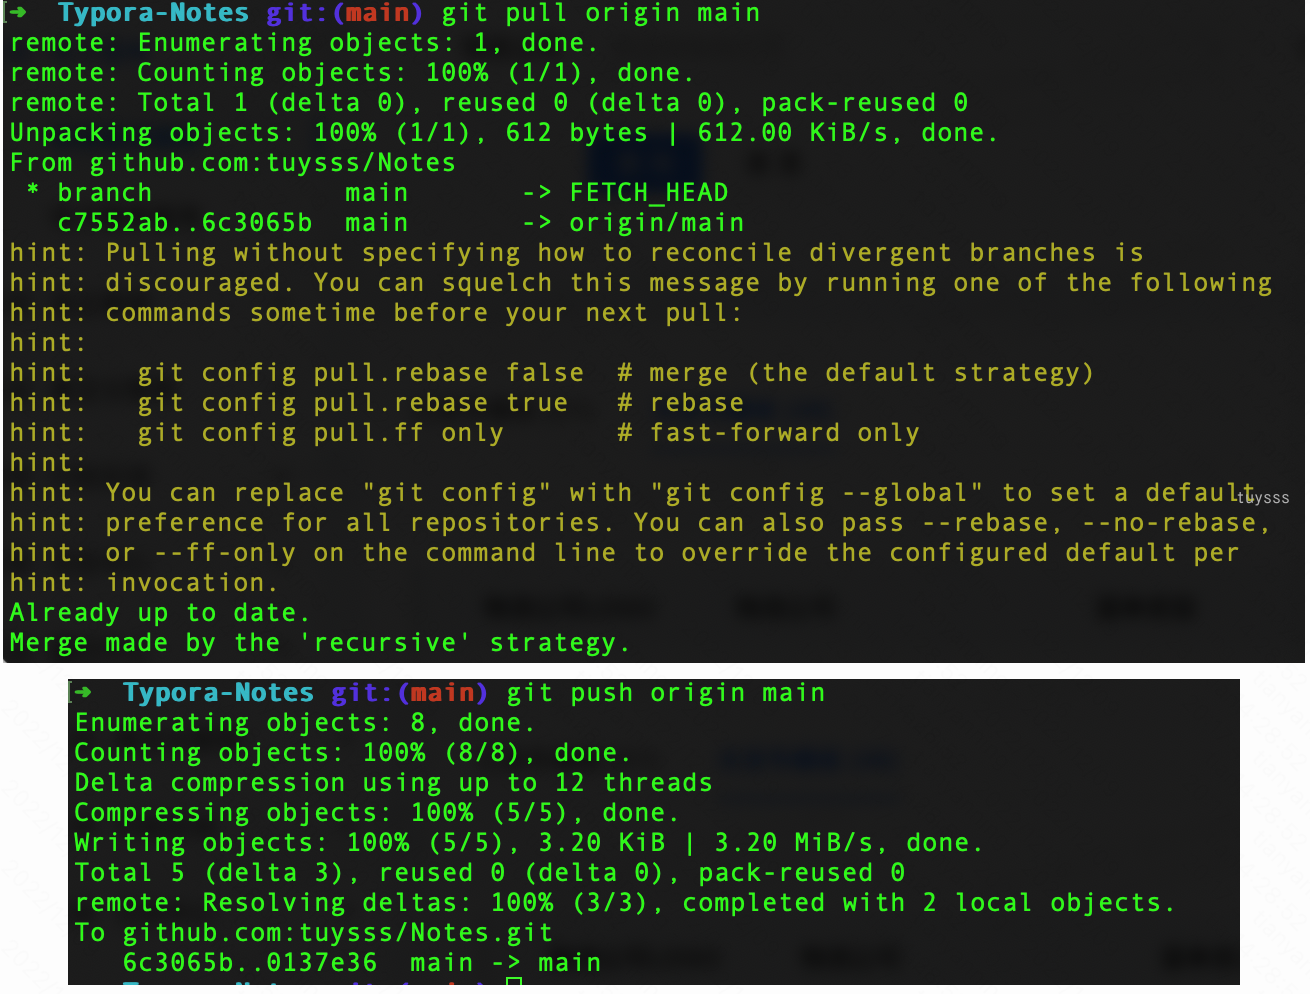 ➜  Typora-Notes git:(main) git pull origin main
remote: Enumerating objects: 1, done.
remote: Counting objects: 100% (1/1), done.
remote: Total 1 (delta 0), reused 0 (delta 0), pack-reused 0
Unpacking objects: 100% (1/1), 612 bytes | 612.00 KiB/s, done.
From github.com:tuysss/Notes
 * branch            main       -> FETCH_HEAD
   c7552ab..6c3065b  main       -> origin/main
hint: Pulling without specifying how to reconcile divergent branches is
hint: discouraged. You can squelch this message by running one of the following
hint: commands sometime before your next pull:
hint:
hint:   git config pull.rebase false  # merge (the default strategy)
hint:   git config pull.rebase true   # rebase
hint:   git config pull.ff only       # fast-forward only
hint:
hint: You can replace "git config" with "git config --global" to set a default
tuysss
hint: preference for all repositories. You can also pass --rebase, --no-rebase,
hint: or --ff-only on the command line to override the configured default per
hint: invocation.
Already up to date.
Merge made by the 'recursive' strategy.
➜  Typora-Notes git:(main) git push origin main
Enumerating objects: 8, done.
Counting objects: 100% (8/8), done.
Delta compression using up to 12 threads
Compressing objects: 100% (5/5), done.
Writing objects: 100% (5/5), 3.20 KiB | 3.20 MiB/s, done.
Total 5 (delta 3), reused 0 (delta 0), pack-reused 0
remote: Resolving deltas: 100% (3/3), completed with 2 local objects.
To github.com:tuysss/Notes.git
   6c3065b..0137e36  main -> main